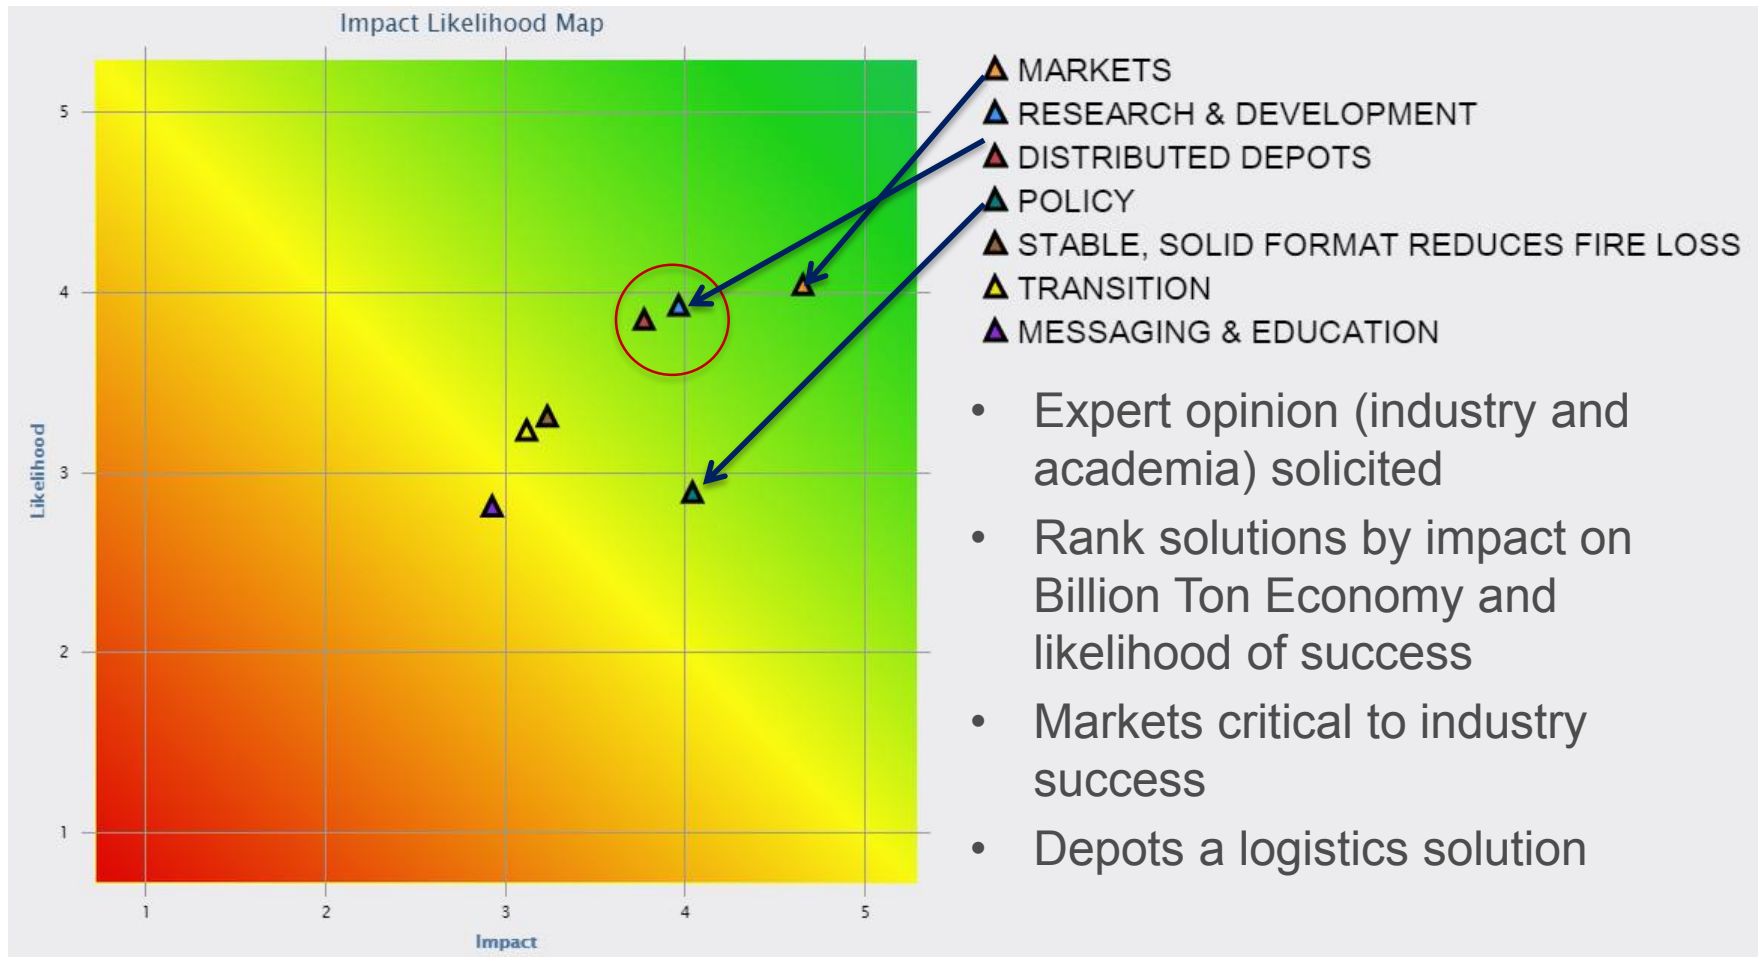 Impact Likelihood Map
5
4
3
2
1
Likelihood
1 2 3 4 5
Impact
MARKETS
RESEARCH & DEVELOPMENT
DISTRIBUTED DEPOTS
POLICY
STABLE, SOLID FORMAT REDUCES FIRE LOSS
TRANSITION
MESSAGING & EDUCATION
• Expert opinion (industry and
academia) solicited
• Rank solutions by impact on
Billion Ton Economy and
likelihood of success
• Markets critical to industry
success
• Depots a logistics solution